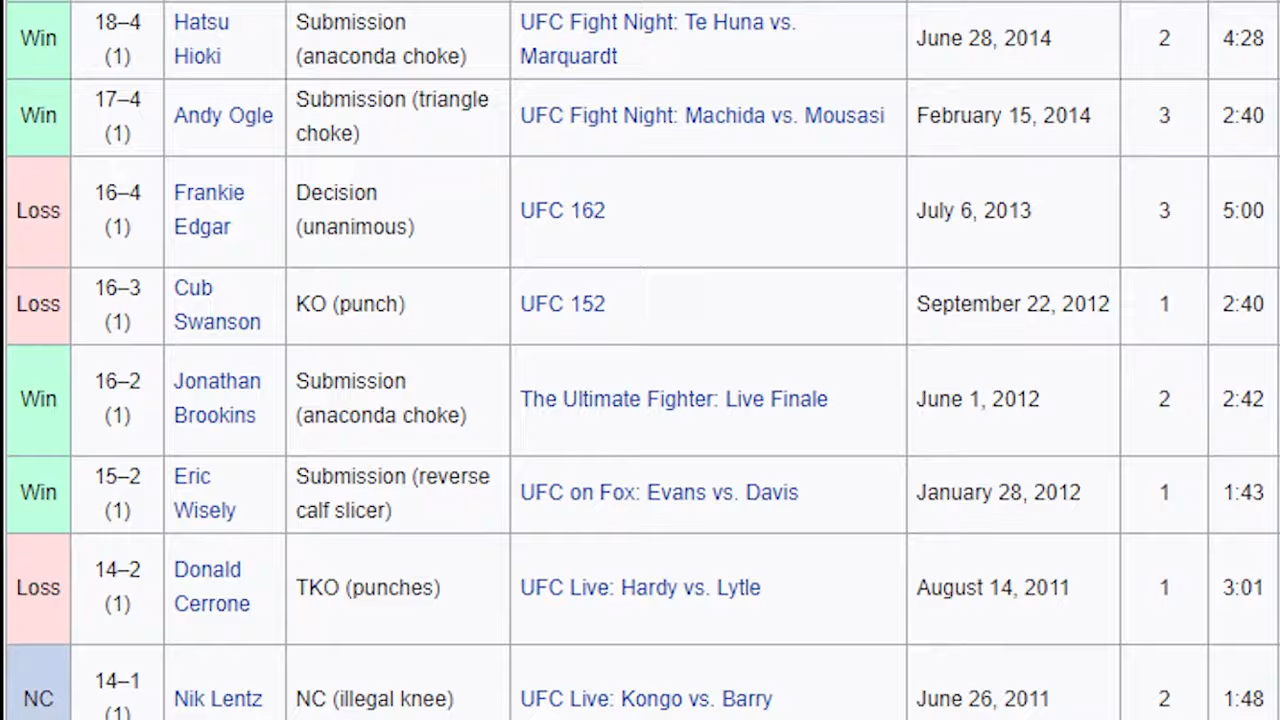 Win 18–4 (1) Hatsu Hioki Submission (anaconda choke) UFC Fight Night: Te Huna vs. Marquardt June 28, 2014 2 4:28
Win 17–4 (1) Andy Ogle Submission (triangle choke) UFC Fight Night: Machida vs. Mousasi February 15, 2014 3 2:40
Loss 16–4 (1) Frankie Edgar Decision (unanimous) UFC 162 July 6, 2013 3 5:00
Loss 16–3 (1) Cub Swanson KO (punch) UFC 152 September 22, 2012 1 2:40
Win 16–2 (1) Jonathan Brookins Submission (anaconda choke) The Ultimate Fighter: Live Finale June 1, 2012 2 2:42
Win 15–2 (1) Eric Wisely Submission (reverse calf slicer) UFC on Fox: Evans vs. Davis January 28, 2012 1 1:43
Loss 14–2 (1) Donald Cerrone TKO (punches) UFC Live: Hardy vs. Lytle August 14, 2011 1 3:01
NC 14–1 (1) Nik Lentz NC (illegal knee) UFC Live: Kongo vs. Barry June 26, 2011 2 1:48